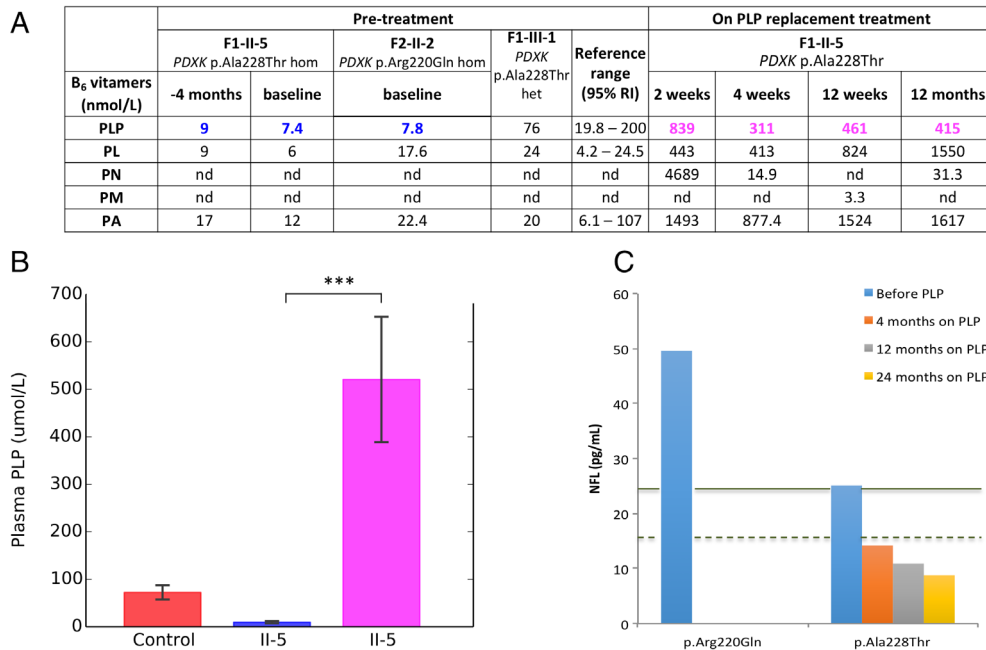 A
Pre-treatment On PLP replacement treatment
F1-II-5 F2-II-2 F1-III-1 Reference range (95% RI) F1-II-5
PDXK p.Ala228Thr hom PDXK p.Arg220Gln hom PDXK p.Ala228Thr het PDXK p.Ala228Thr
B6 vitamers (nmol/L) -4 months baseline baseline 2 weeks 4 weeks 12 weeks 12 months
PLP 9 7.4 7.8 76 19.8 – 200 839 311 461 415
PL 9 6 17.6 24 4.2 – 24.5 443 413 824 1550
PN nd nd nd nd nd 4689 14.9 nd 31.3
PM nd nd nd nd nd nd nd 3.3 nd
PA 17 12 22.4 20 6.1 – 107 1493 877.4 1524 1617
B
Plasma PLP (umol/L)
700
600
500
400
300
200
100
0
***
Control II-5 II-5
C
NFL (pg/mL)
60
50
40
30
20
10
0
Before PLP
4 months on PLP
12 months on PLP
24 months on PLP
p.Arg220Gln p.Ala228Thr